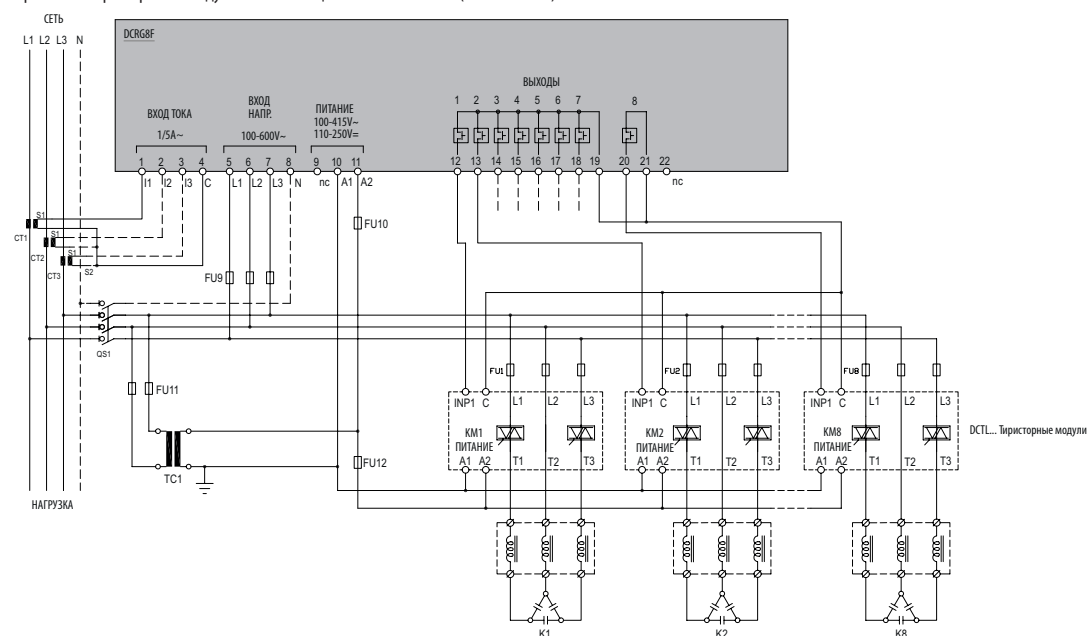 СЕТЬ
L1 L2 L3 N
DCRG8F
ВЫХОДЫ
ВХОД ТОКА
1/5A~
ВХОД
НАПР.
100-600V~
ПИТАНИЕ
100-415V~
110-250V=
1 2 3 4 5 6 7 8
1 2 3 4 5 6 7 8 9 10 11 12 13 14 15 16 17 18 19 20 21 22
I1 I2 I3 C L1 L2 L3 N nc A1 A2 nc
S1
CT1
S1
CT2
S1
CT3
S2
FU10
FU9
QS1
FU11
FU12
TC1
НАГРУЗКА
FU1 FU2 FU8
INP1 C L1 L2 L3 INP1 C L1 L2 L3 INP1 C L1 L2 L3
KM1
ПИТАНИЕ
A1 A2 T1 T2 T3
KM2
ПИТАНИЕ
A1 A2 T1 T2 T3
KM8
ПИТАНИЕ
A1 A2 T1 T2 T3
DCTL... Тиристорные модули
K1 K2 K8